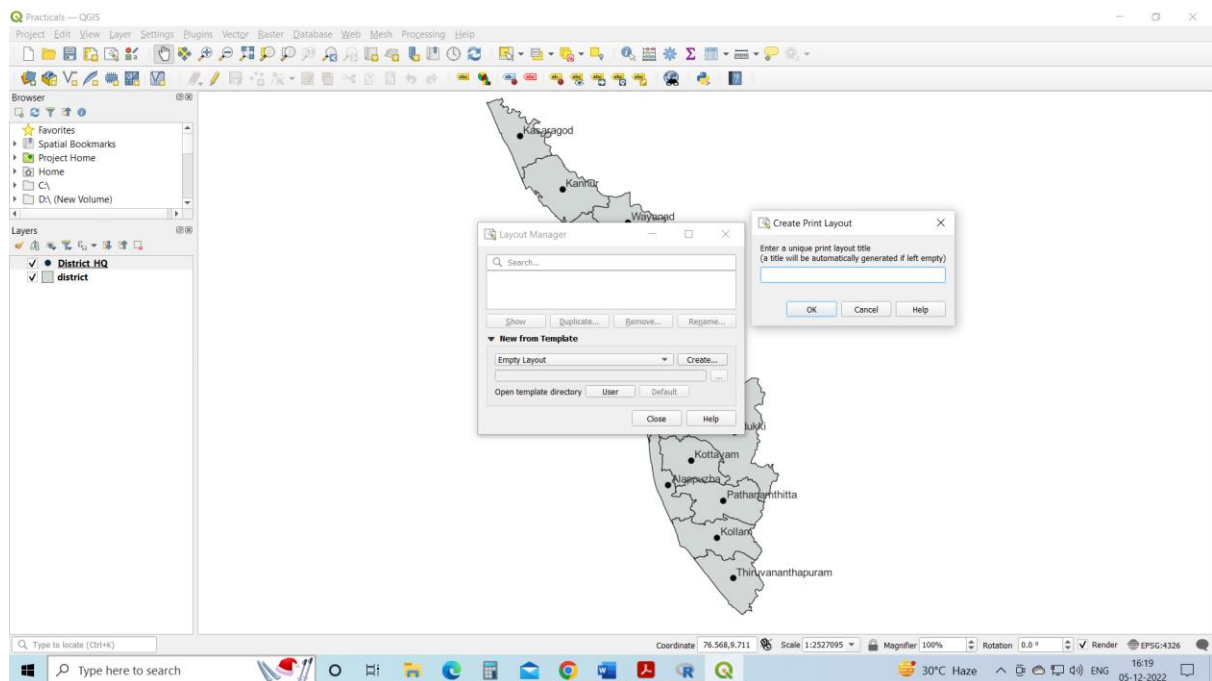 Practicals — QGIS
Project Edit View Layer Settings Plugins Vector Raster Database Web Mesh Processing Help
Browser
Favorites
Spatial Bookmarks
Project Home
Home
C:\
D:\ (New Volume)
Layers
District HQ
district
Kasaragod
Kannur
Wayanad
Layout Manager
Search...
Show Duplicate... Remove... Rename...
New from Template
Empty Layout Create...
...
Open template directory User Default
Close Help
Create Print Layout
Enter a unique print layout title
(a title will be automatically generated if left empty)
OK Cancel Help
Kottayam
Alappuzha
Pathanamthitta
Kollam
Thiruvananthapuram
Type to locate (Ctrl+K) Coordinate 76.568,9.711 Scale 1:2527095 Magnifier 100% Rotation 0.0 ° Render EPSG:4326
Type here to search 30°C Haze ENG 16:19
05-12-2022